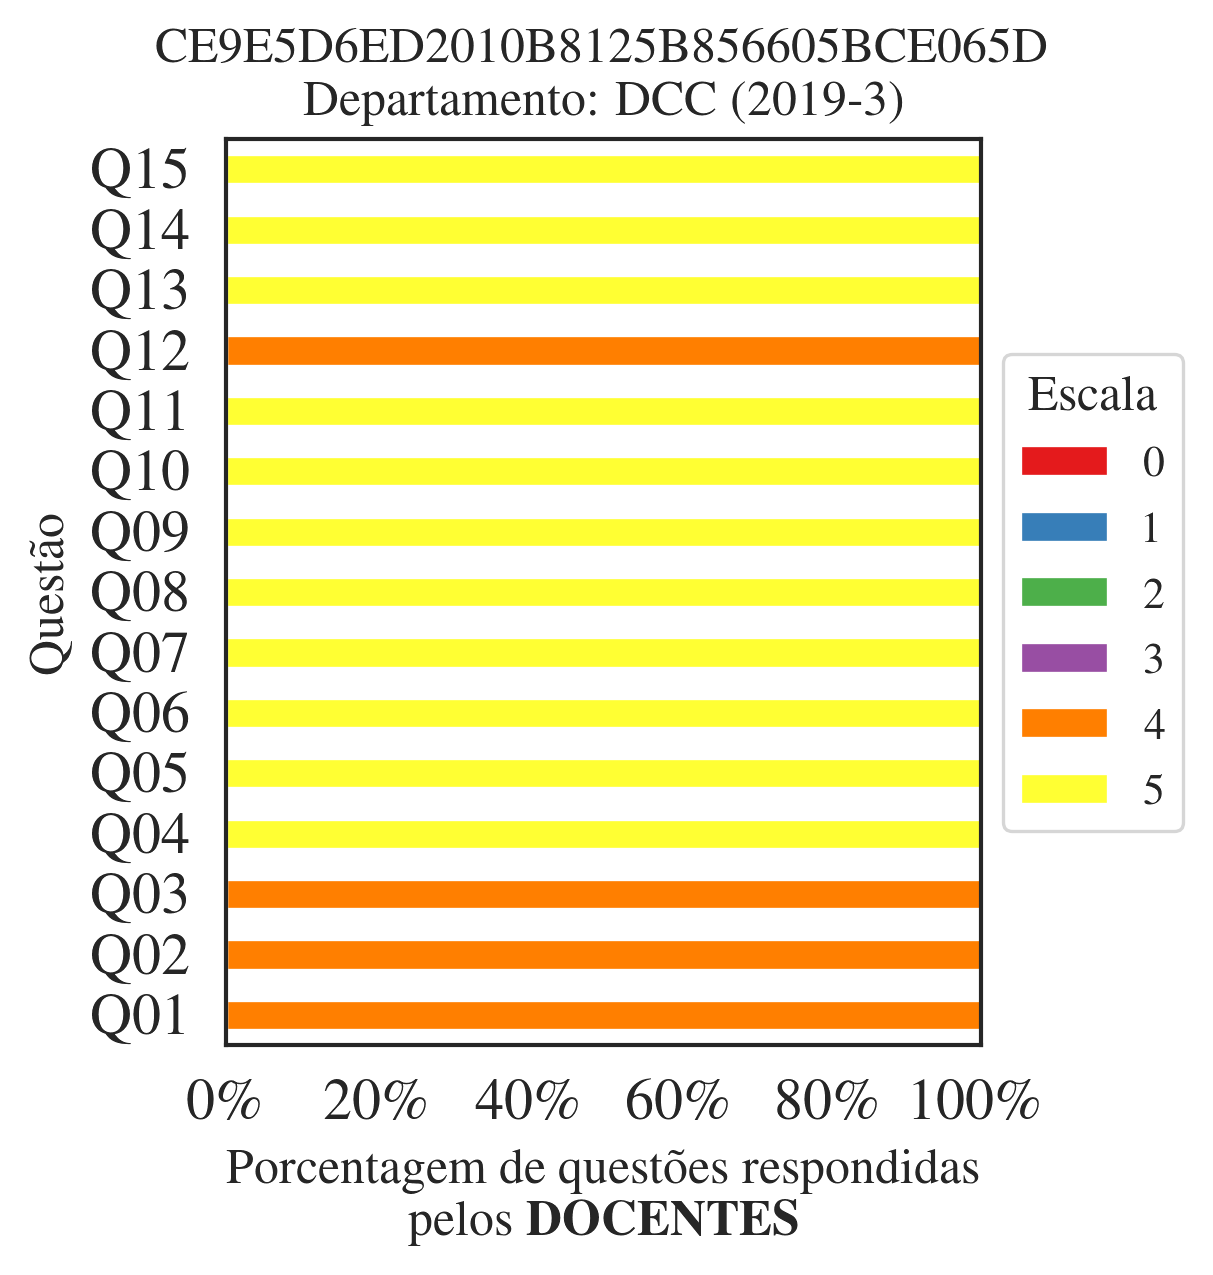 CE9E5D6ED2010B8125B856605BCE065D
Departamento: DCC (2019-3)
Q15
Q14
Q13
Q12
Q11
Q10
Q09
Q08
Q07
Q06
Q05
Q04
Q03
Q02
Q01
Questão
0% 20% 40% 60% 80% 100%
Porcentagem de questões respondidas
pelos DOCENTES
Escala
0
1
2
3
4
5